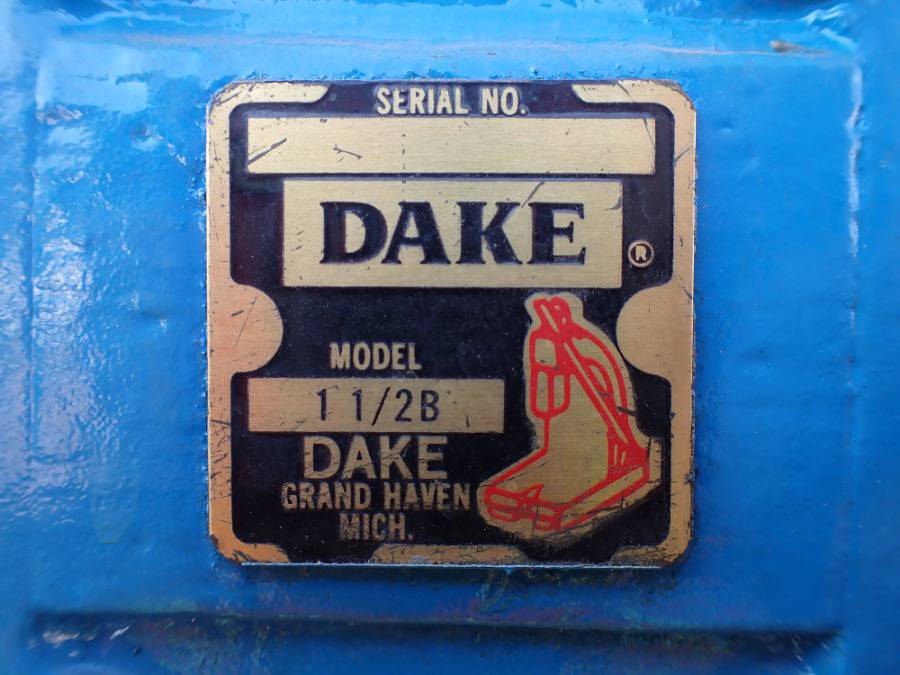 SERIAL NO.
DAKE ®
MODEL
1 1/2B
DAKE
GRAND HAVEN
MICH.